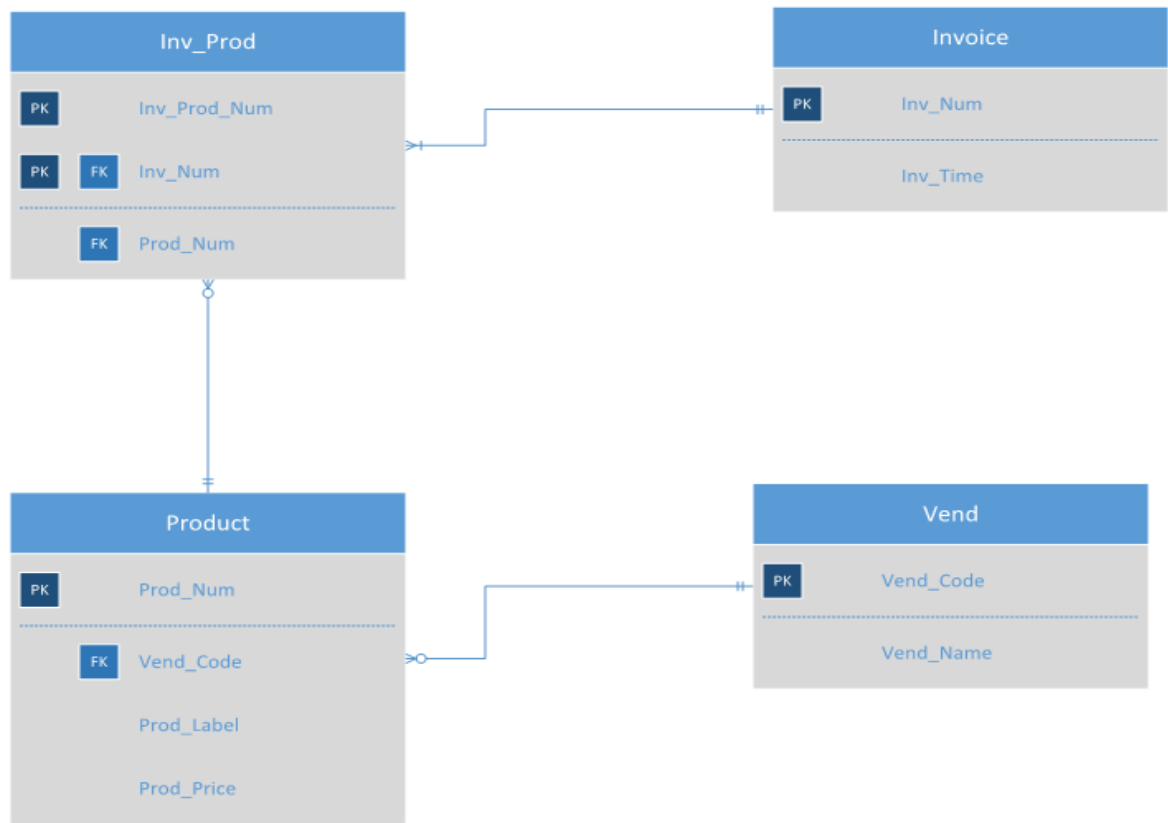 Inv_Prod
PK Inv_Prod_Num
PK FK Inv_Num
FK Prod_Num
Invoice
PK Inv_Num
Inv_Time
Product
PK Prod_Num
FK Vend_Code
Prod_Label
Prod_Price
Vend
PK Vend_Code
Vend_Name